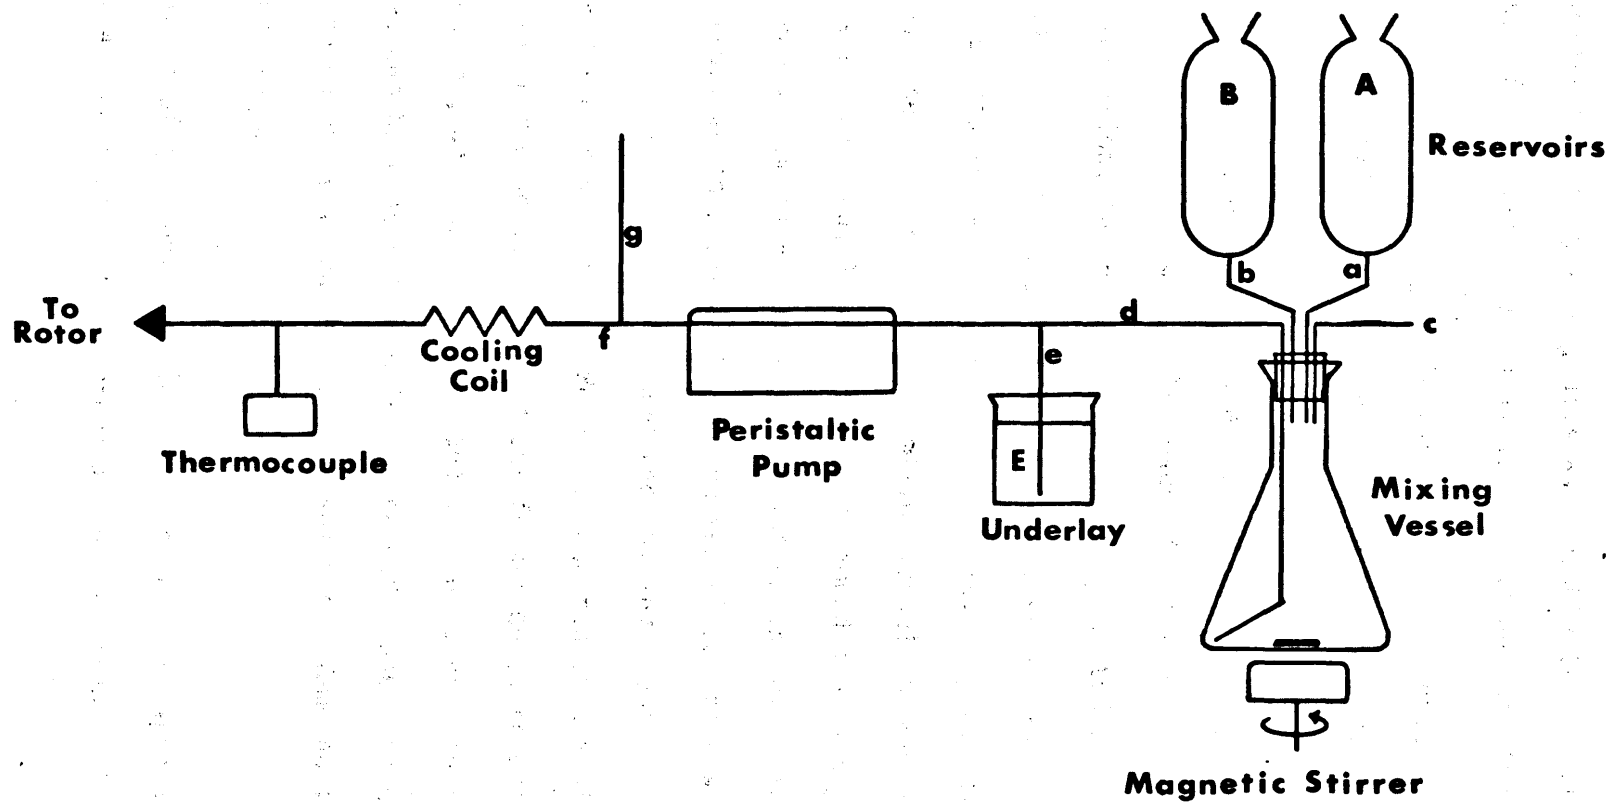 B
A
Reservoirs
g
b
a
To
Rotor
f
d
c
Cooling
Coil
e
Peristaltic
Pump
Thermocouple
E
Underlay
Mixing
Vessel
Magnetic Stirrer